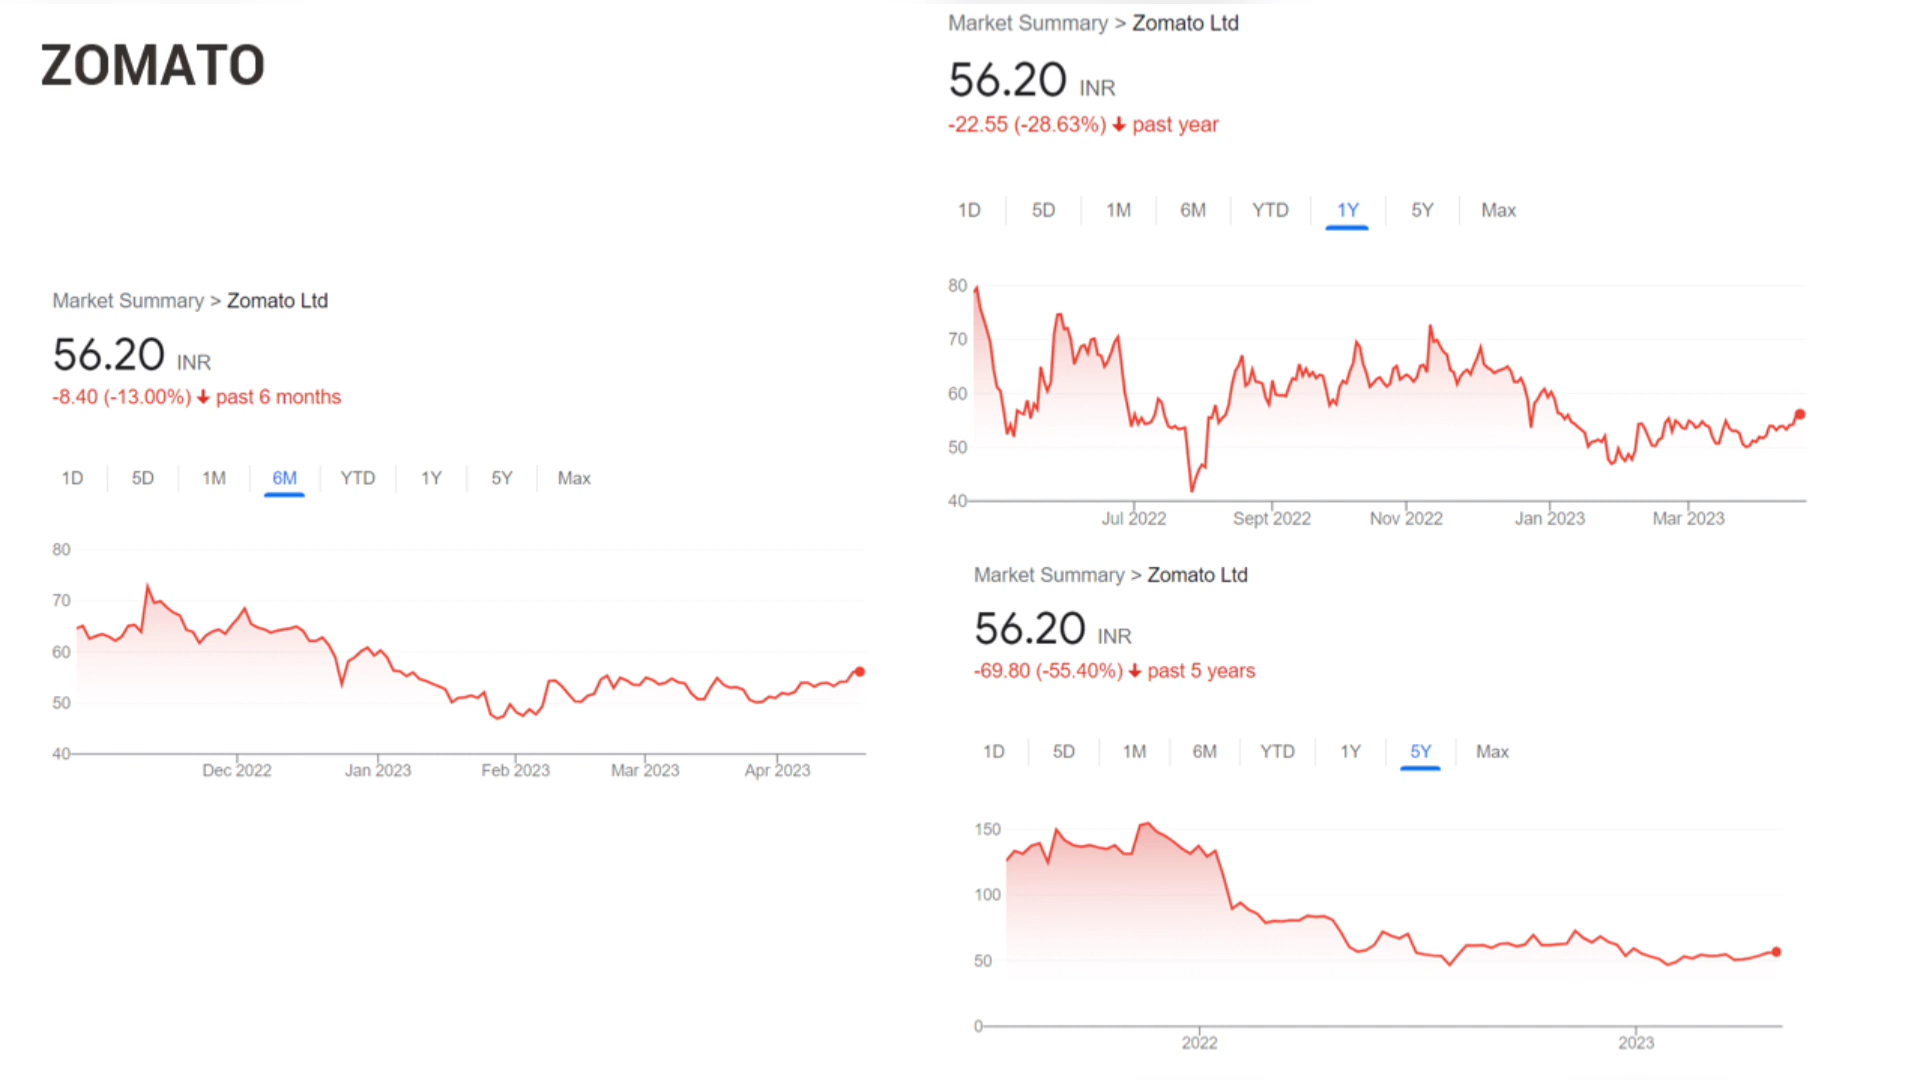 ZOMATO
Market Summary > Zomato Ltd
56.20 INR
-8.40 (-13.00%) ↓ past 6 months
1D 5D 1M 6M YTD 1Y 5Y Max
80
70
60
50
40
Dec 2022 Jan 2023 Feb 2023 Mar 2023 Apr 2023
Market Summary > Zomato Ltd
56.20 INR
-22.55 (-28.63%) ↓ past year
1D 5D 1M 6M YTD 1Y 5Y Max
80
70
60
50
40
Jul 2022 Sept 2022 Nov 2022 Jan 2023 Mar 2023
Market Summary > Zomato Ltd
56.20 INR
-69.80 (-55.40%) ↓ past 5 years
1D 5D 1M 6M YTD 1Y 5Y Max
150
100
50
0
2022 2023